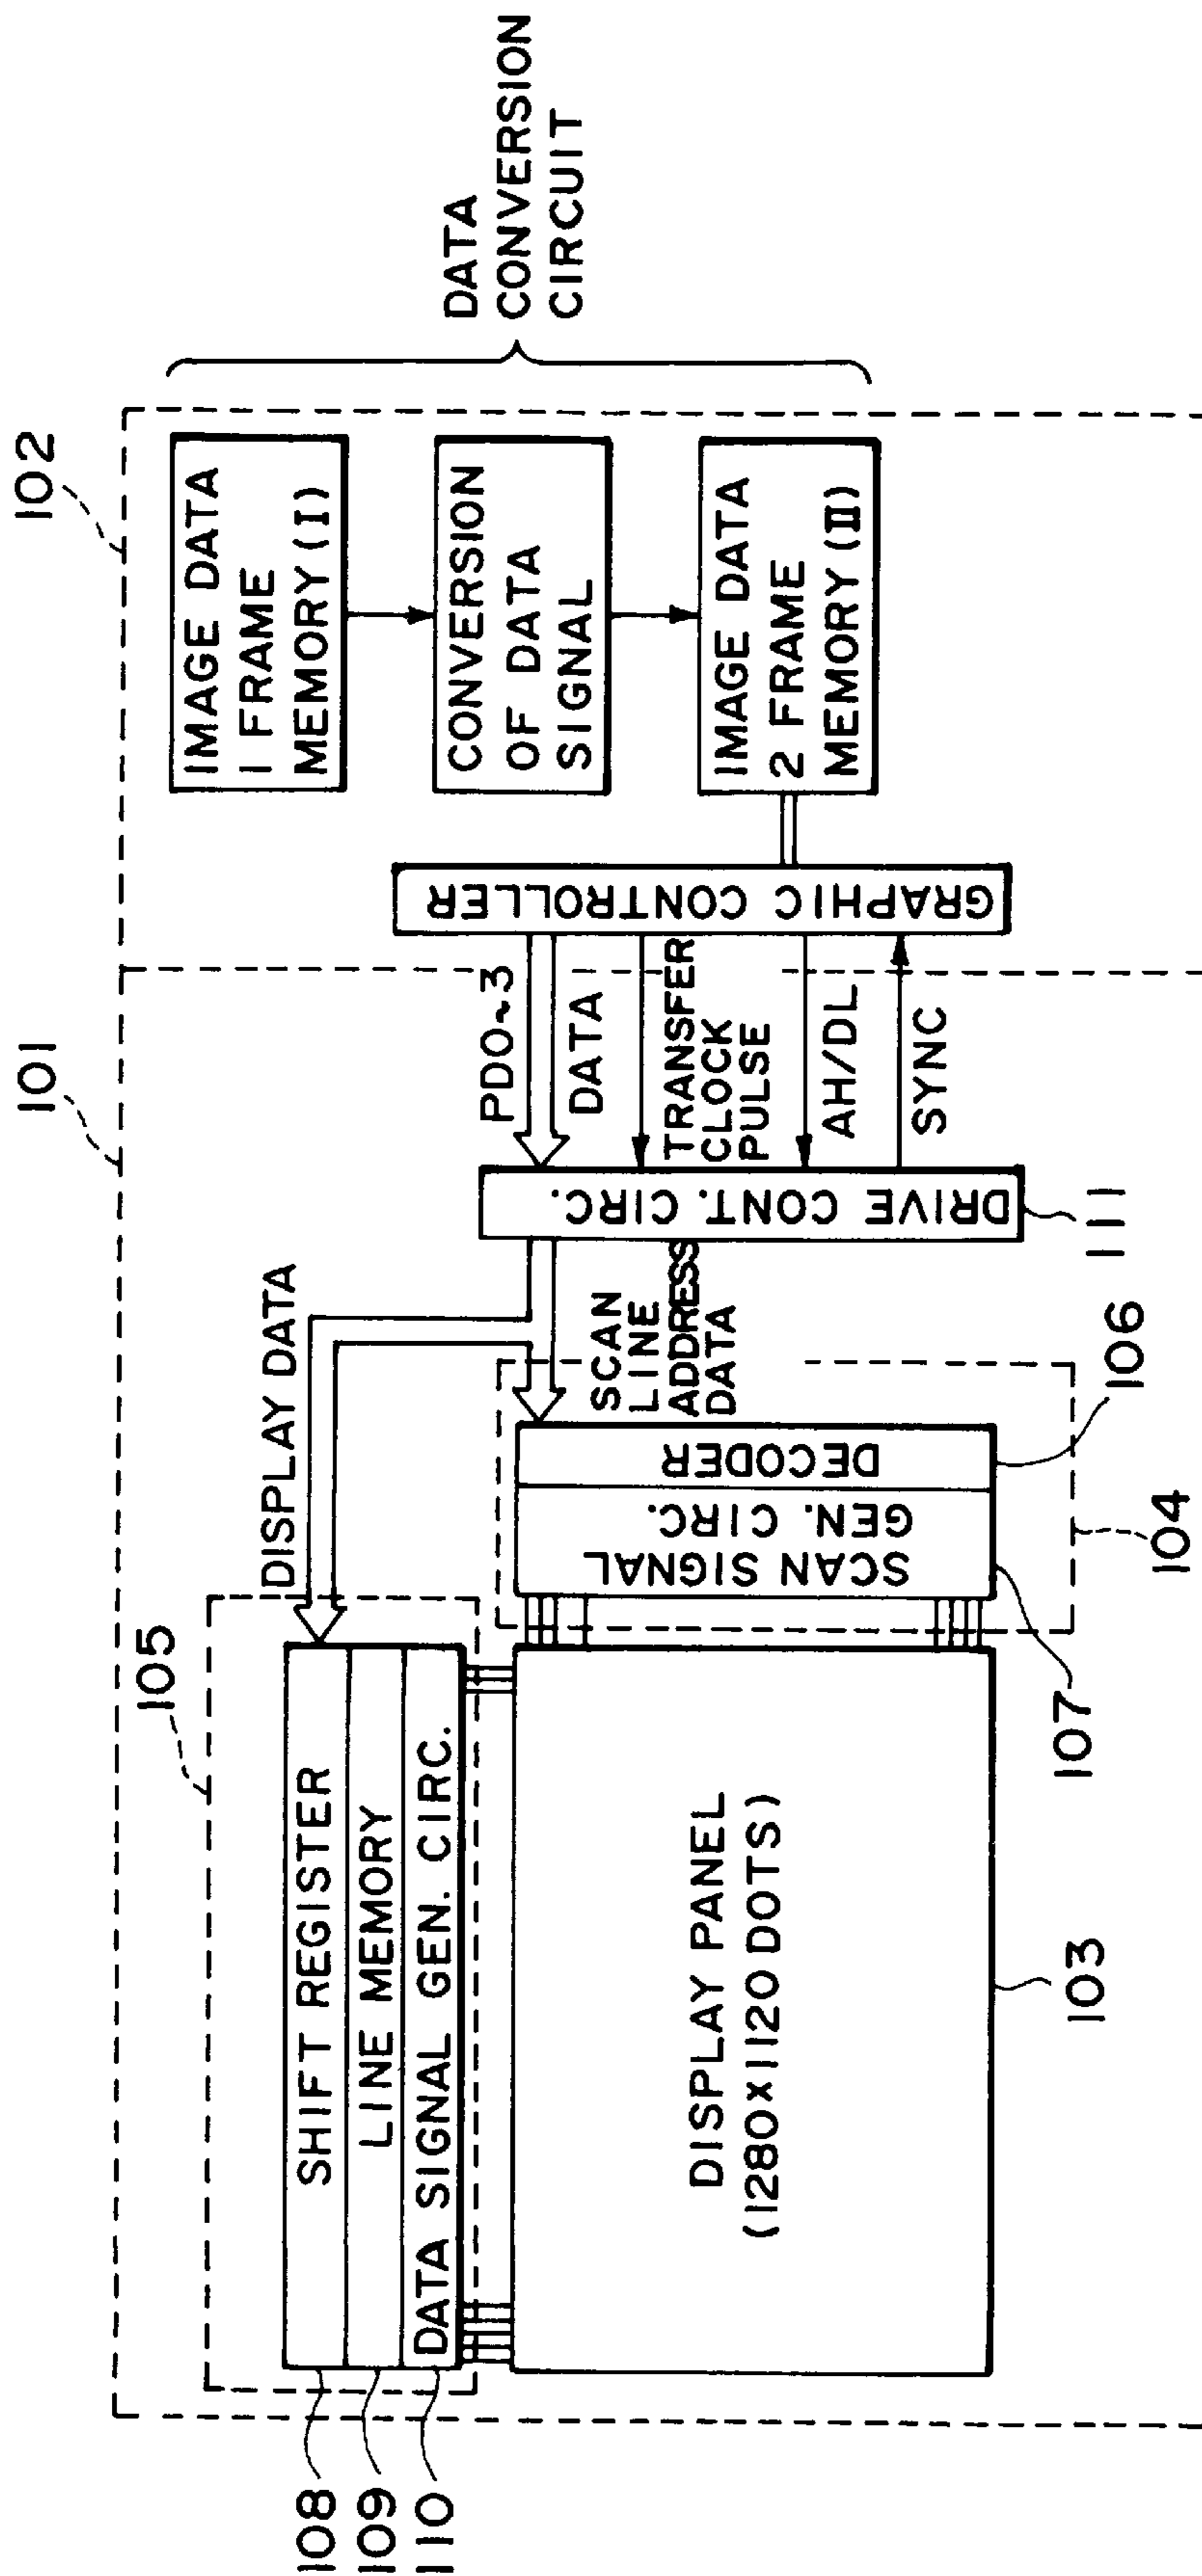 101
102
105
DISPLAY DATA
SHIFT REGISTER
LINE MEMORY
DATA SIGNAL GEN. CIRC.
108
109
110
DISPLAY PANEL
(1280×1120 DOTS)
103
SCAN SIGNAL
GEN. CIRC.
DECODER
107
104
106
SCAN
LINE
ADDRESS
DATA
DRIVE CONT. CIRC.
111
PD0~3
DATA
TRANSFER
CLOCK
PULSE
AH/DL
SYNC
GRAPHIC CONTROLLER
IMAGE DATA
1 FRAME
MEMORY (I)
CONVERSION
OF DATA
SIGNAL
IMAGE DATA
2 FRAME
MEMORY (II)
DATA
CONVERSION
CIRCUIT